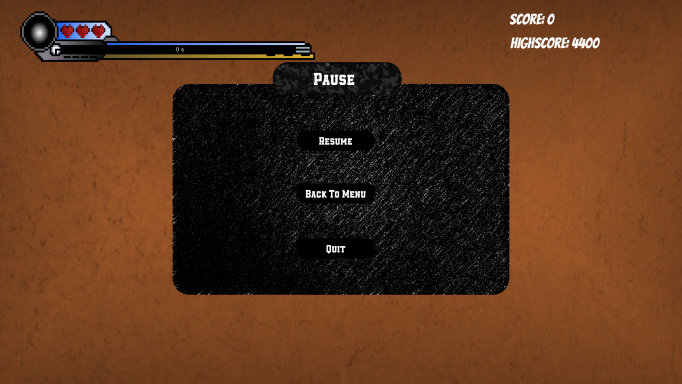 SCORE: 0
HIGHSCORE: 4400
0 s
PAUSE
RESUME
BACK TO MENU
QUIT